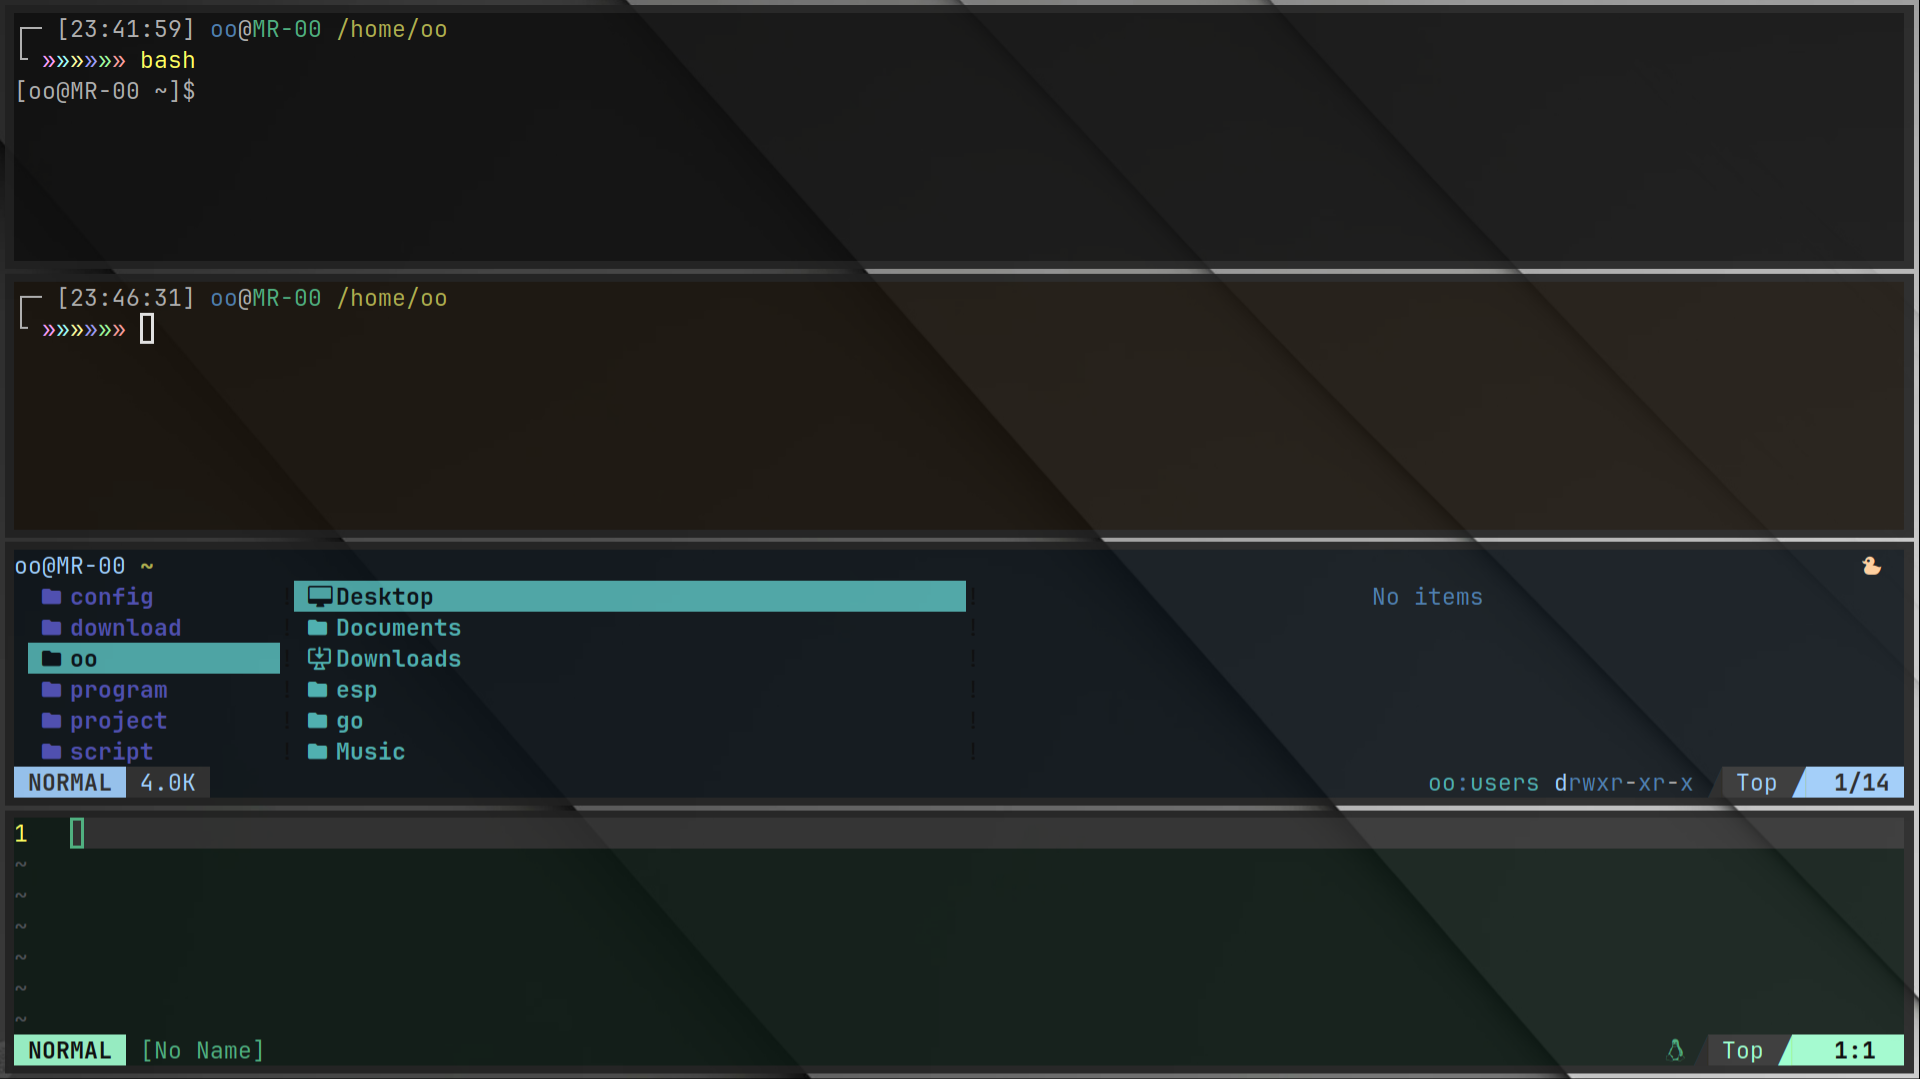 [23:41:59] oo@MR-00 /home/oo
»»»»»» bash
[oo@MR-00 ~]$
[23:46:31] oo@MR-00 /home/oo
»»»»»»
oo@MR-00 ~
config Desktop No items
download Documents
oo Downloads
program esp
project go
script Music
NORMAL 4.0K oo:users drwxr-xr-x Top 1/14
1
~
~
~
~
~
~
NORMAL [No Name] Top 1:1